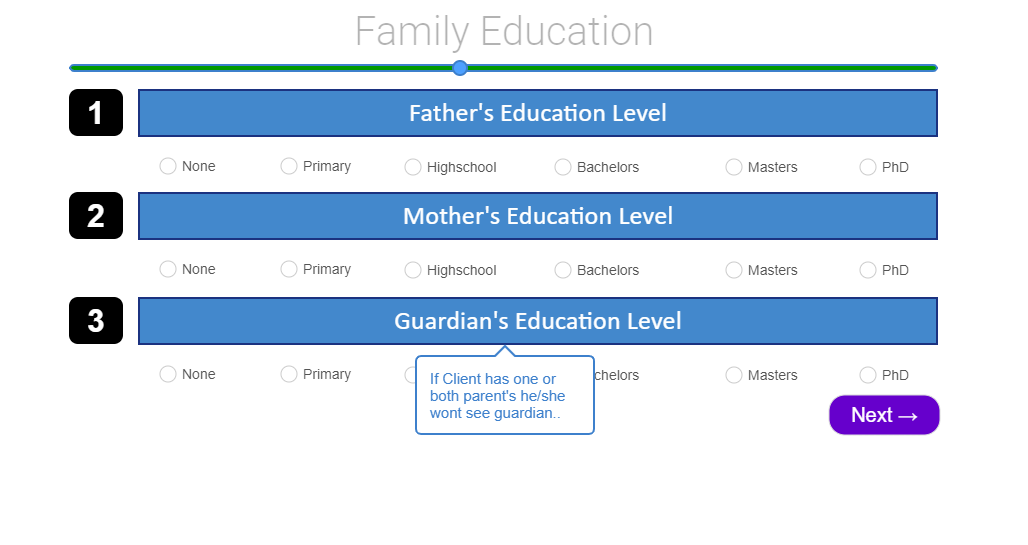 Family Education
1 Father's Education Level
None Primary Highschool Bachelors Masters PhD
2 Mother's Education Level
None Primary Highschool Bachelors Masters PhD
3 Guardian's Education Level
None Primary chelors Masters PhD
If Client has one or
both parent's he/she
wont see guardian..
Next →